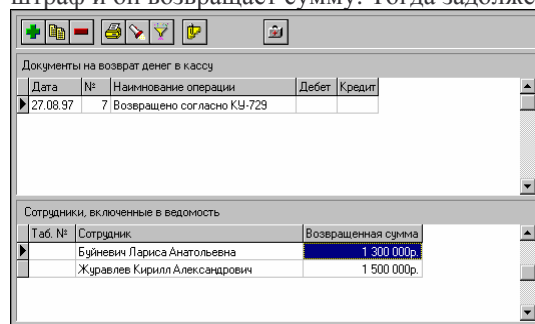 штраф и он возвращает сумму. Тогда задолже
Документы на возврат денег в кассу
Дата № Наимнование операции Дебет Кредит
27.08.97 7 Возвращено согласно КУ-729
Сотрудники, включенные в ведомость
Таб. № Сотрудник Возвращенная сумма
Буйневич Лариса Анатольевна 1 300 000р.
Журавлев Кирилл Александрович 1 500 000р.